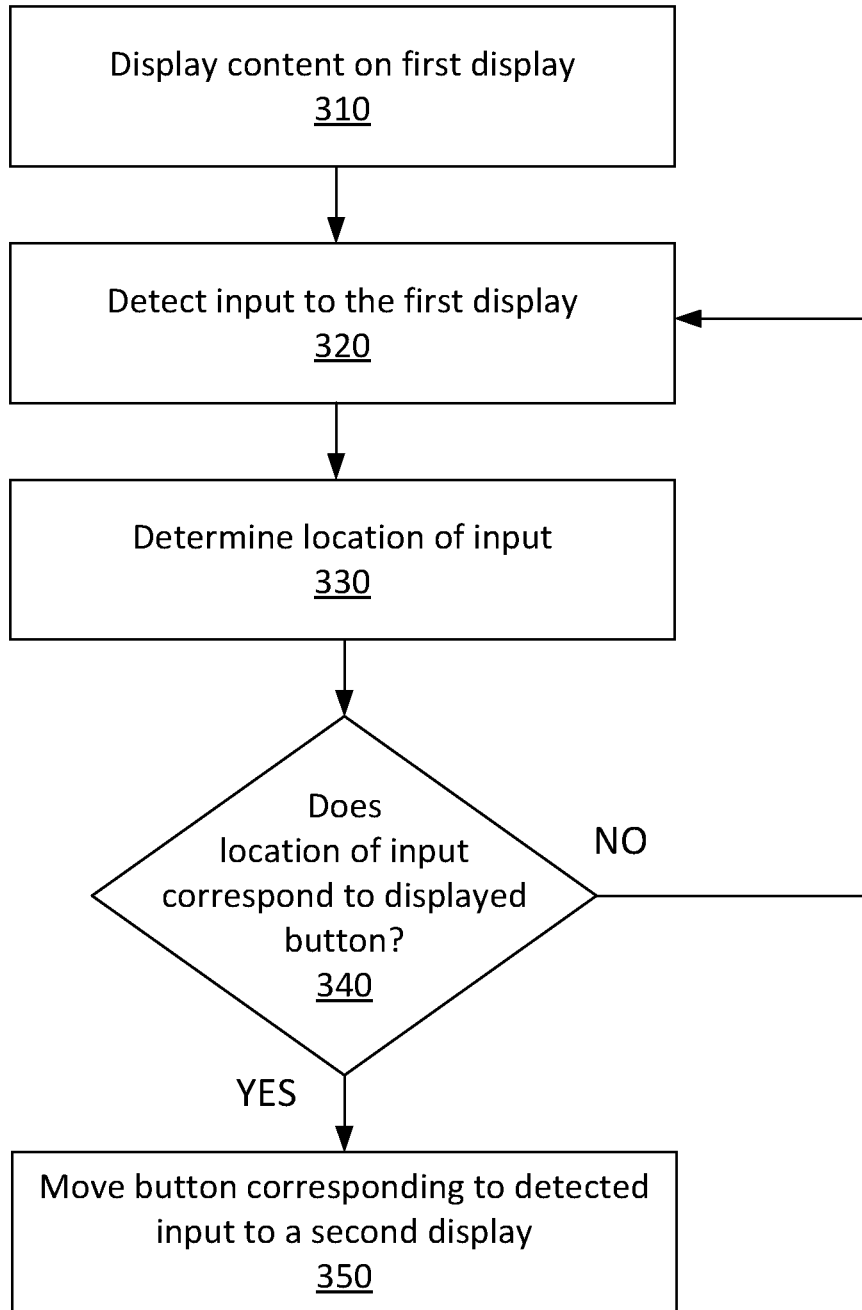 Display content on first display
310
Detect input to the first display
320
Determine location of input
330
Does
location of input
correspond to displayed
button?
340
NO
YES
Move button corresponding to detected
input to a second display
350